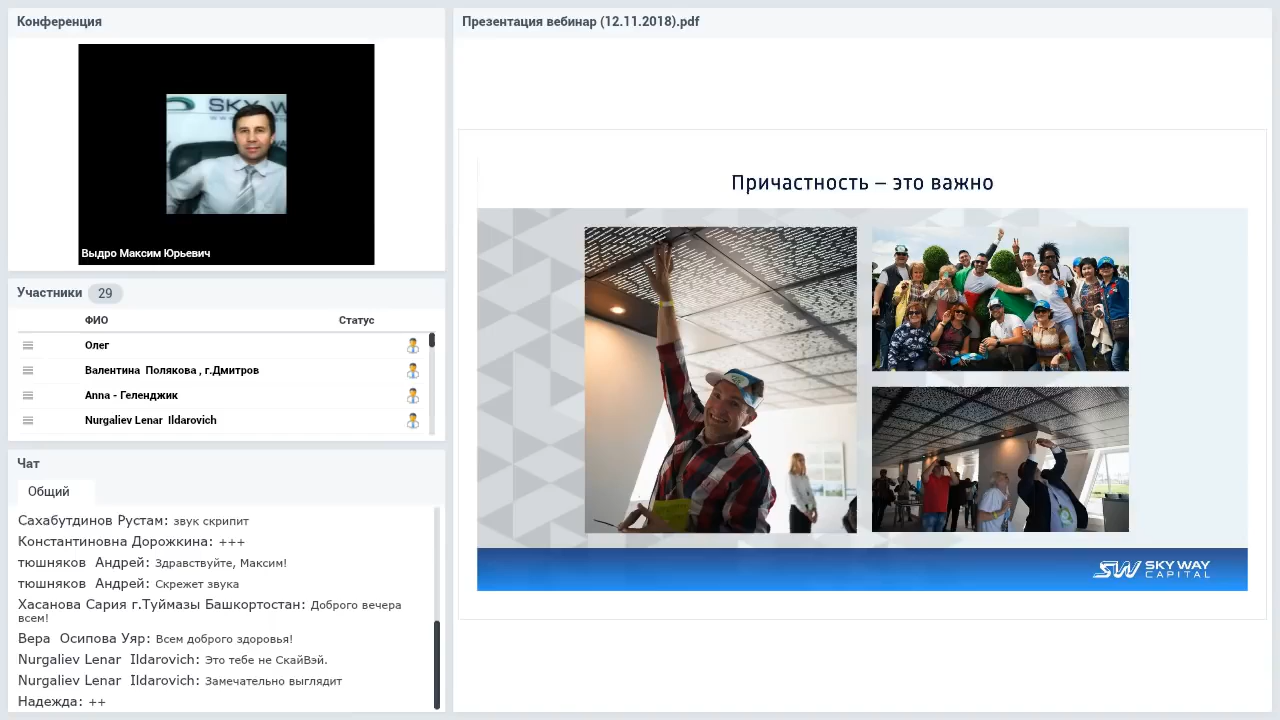 Конференция
SKY W
Выдро Максим Юрьевич
Участники 29
ФИО Статус
Олег
Валентина Полякова , г.Дмитров
Anna - Геленджик
Nurgaliev Lenar Ildarovich
Чат
Общий
Сахабутдинов Рустам: звук скрипит
Константиновна Дорожкина: +++
тюшняков Андрей: Здравствуйте, Максим!
тюшняков Андрей: Скрежет звука
Хасанова Сария г.Туймазы Башкортостан: Доброго вечера
всем!
Вера Осипова Уяр: Всем доброго здоровья!
Nurgaliev Lenar Ildarovich: Это тебе не СкайВэй.
Nurgaliev Lenar Ildarovich: Замечательно выглядит
Надежда: ++
Презентация вебинар (12.11.2018).pdf
Причастность – это важно
SW SKY WAY
CAPITAL